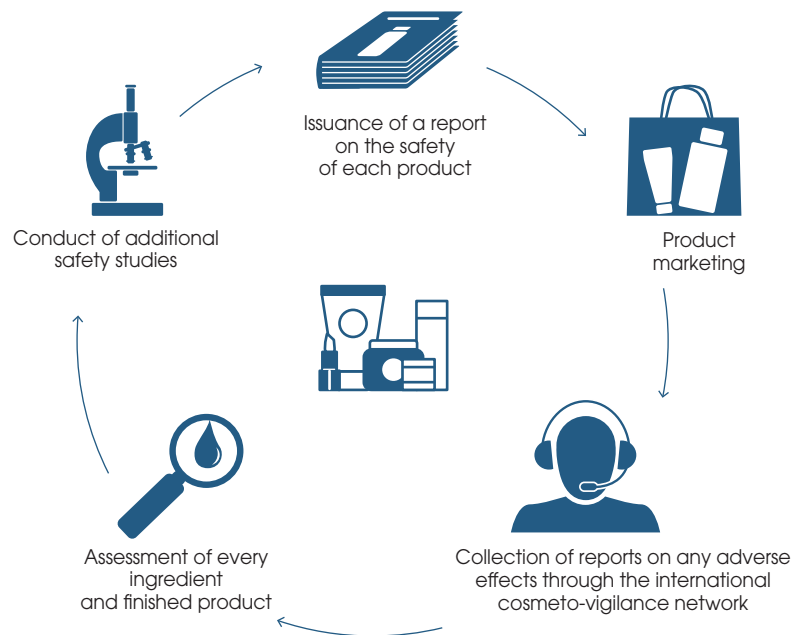 Issuance of a report
on the safety
of each product
Product
marketing
Collection of reports on any adverse
effects through the international
cosmeto-vigilance network
Assessment of every
ingredient
and finished product
Conduct of additional
safety studies